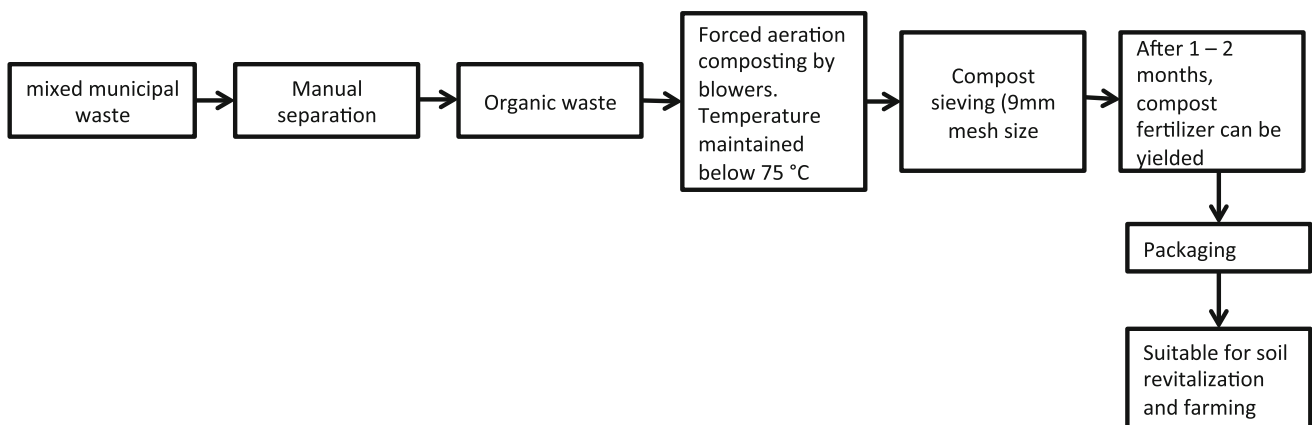 mixed municipal
waste
Manual
separation
Organic waste
Forced aeration
composting by
blowers.
Temperature
maintained
below 75 °C
Compost
sieving (9mm
mesh size
After 1 – 2
months,
compost
fertilizer can be
yielded
Packaging
Suitable for soil
revitalization
and farming